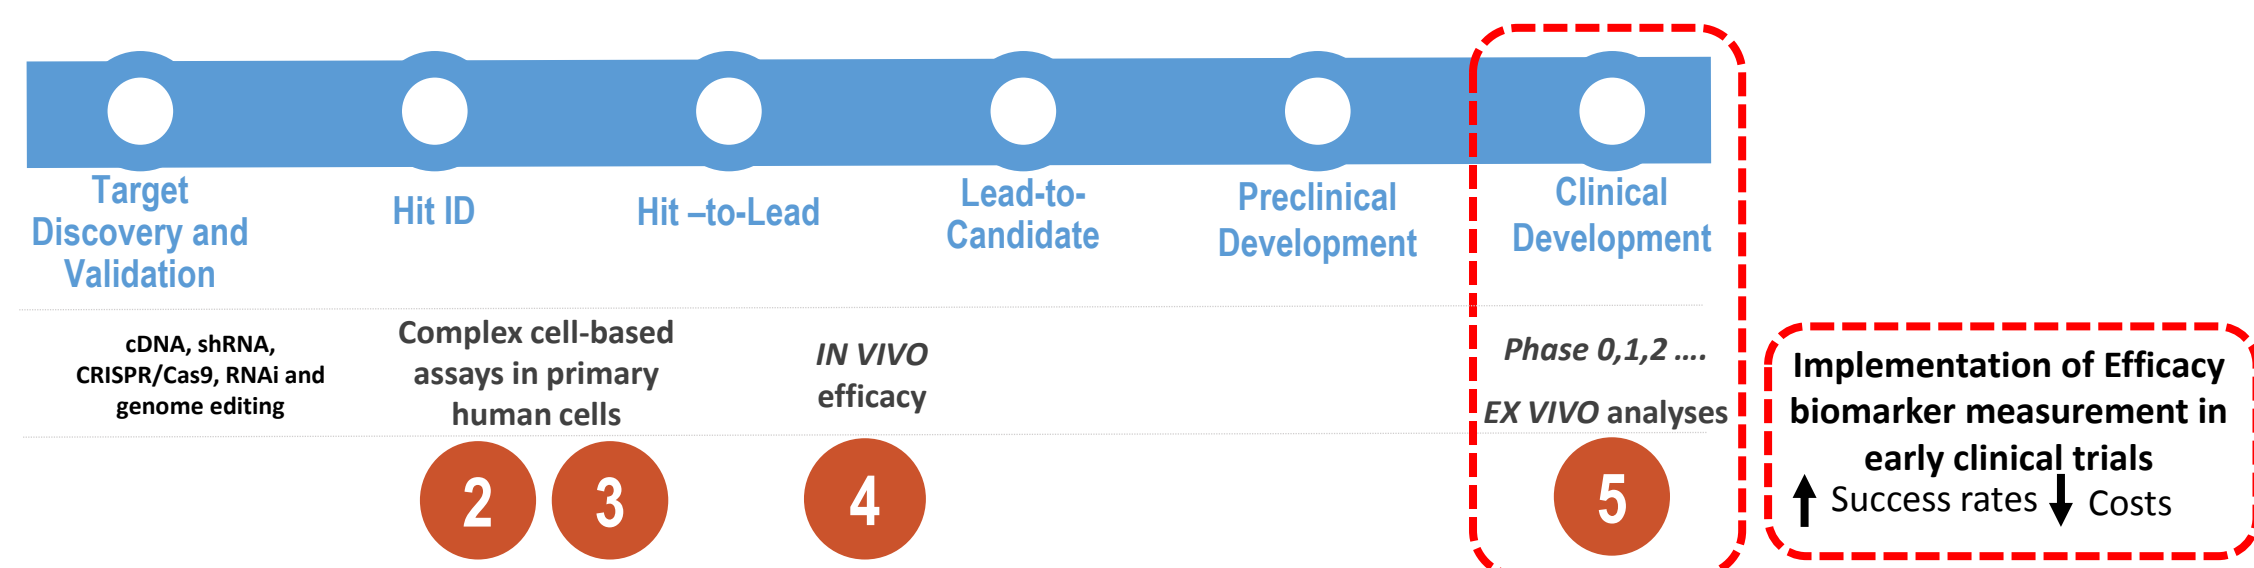 Target
Discovery and
Validation
Hit ID
Hit –to-Lead
Lead-to-
Candidate
Preclinical
Development
Clinical
Development
cDNA, shRNA,
CRISPR/Cas9, RNAi and
genome editing
Complex cell-based
assays in primary
human cells
IN VIVO
efficacy
Phase 0,1,2 ....
EX VIVO analyses
2
3
4
5
Implementation of Efficacy
biomarker measurement in
early clinical trials
Success rates Costs